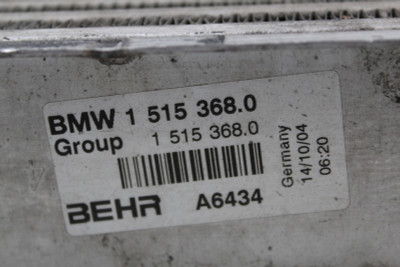 BMW 1 515 368.0
Group 1 515 368.0
BEHR A6434
Germany
14/10/04
06:20